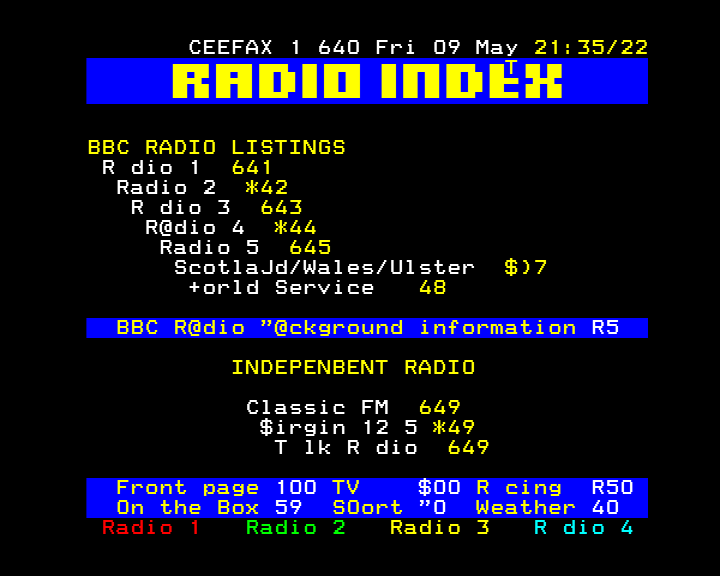 CEEFAX 1 640 Fri 09 May 21:35/22
T
RADIO INDEX
BBC RADIO LISTINGS
R dio 1 641
Radio 2 *42
R dio 3 643
R@dio 4 *44
Radio 5 645
ScotlaJd/Wales/Ulster $)7
+orld Service 48
BBC R@dio "@ckground information R5
INDEPENBENT RADIO
Classic FM 649
$irgin 12 5 *49
T lk R dio 649
Front page 100 TV $00 R cing R50
On the Box 59 SOort "0 Weather 40
Radio 1 Radio 2 Radio 3 R dio 4